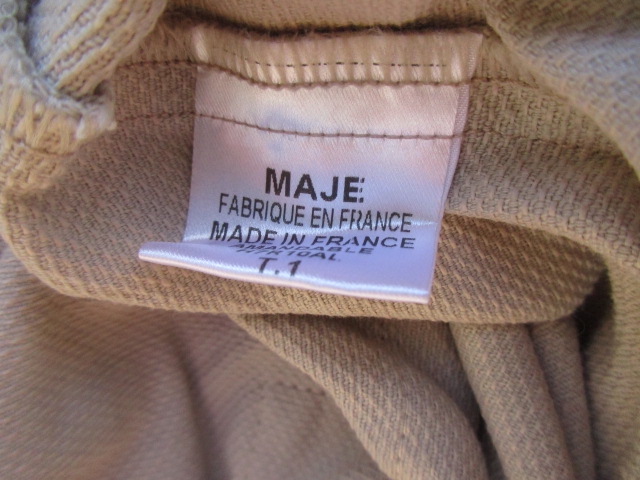 MAJE
FABRIQUE EN FRANCE
MADE IN FRANCE
T.1